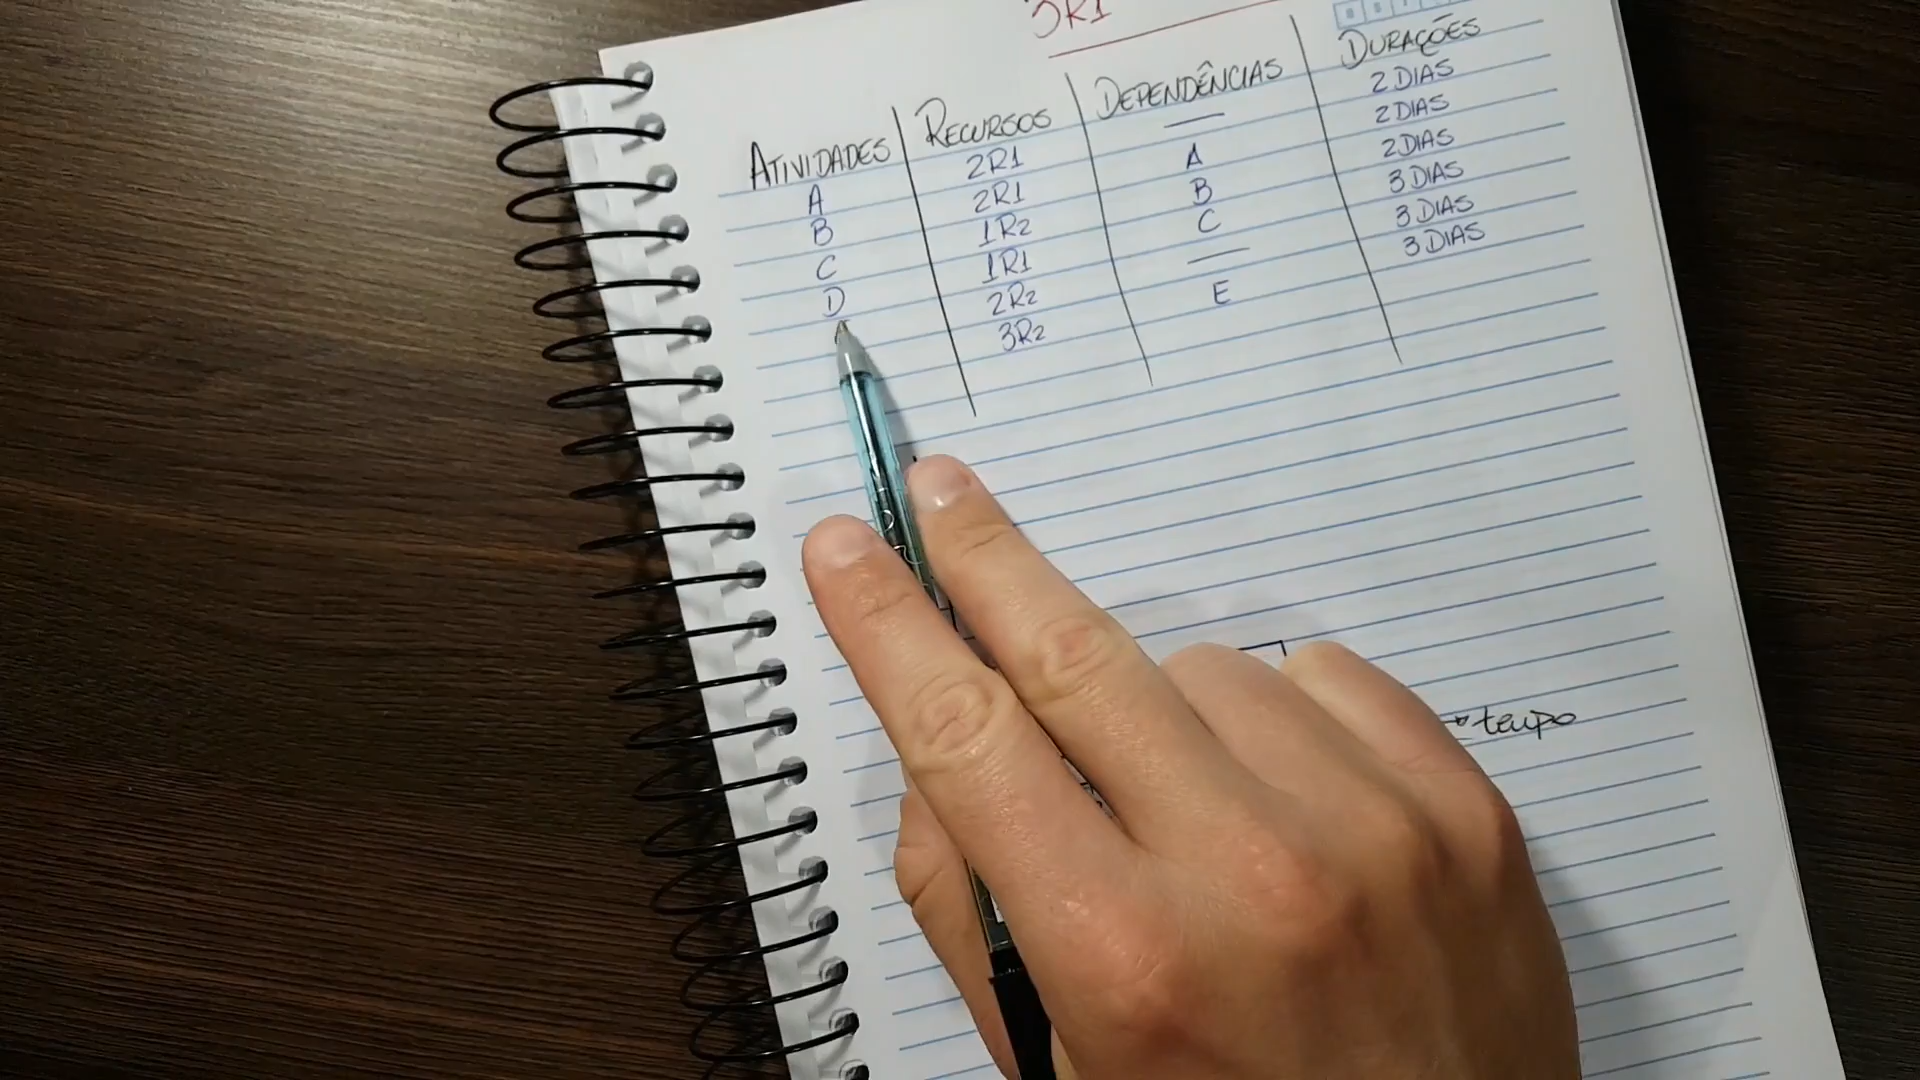 3R1
ATIVIDADES RECURSOS DEPENDÊNCIAS DURAÇÕES
A 2R1 — 2 DIAS
B 2R1 A 2 DIAS
C 1R2 B 2 DIAS
D 1R1 C 3 DIAS
2R2 — 3 DIAS
3R2 E 3 DIAS
tempo